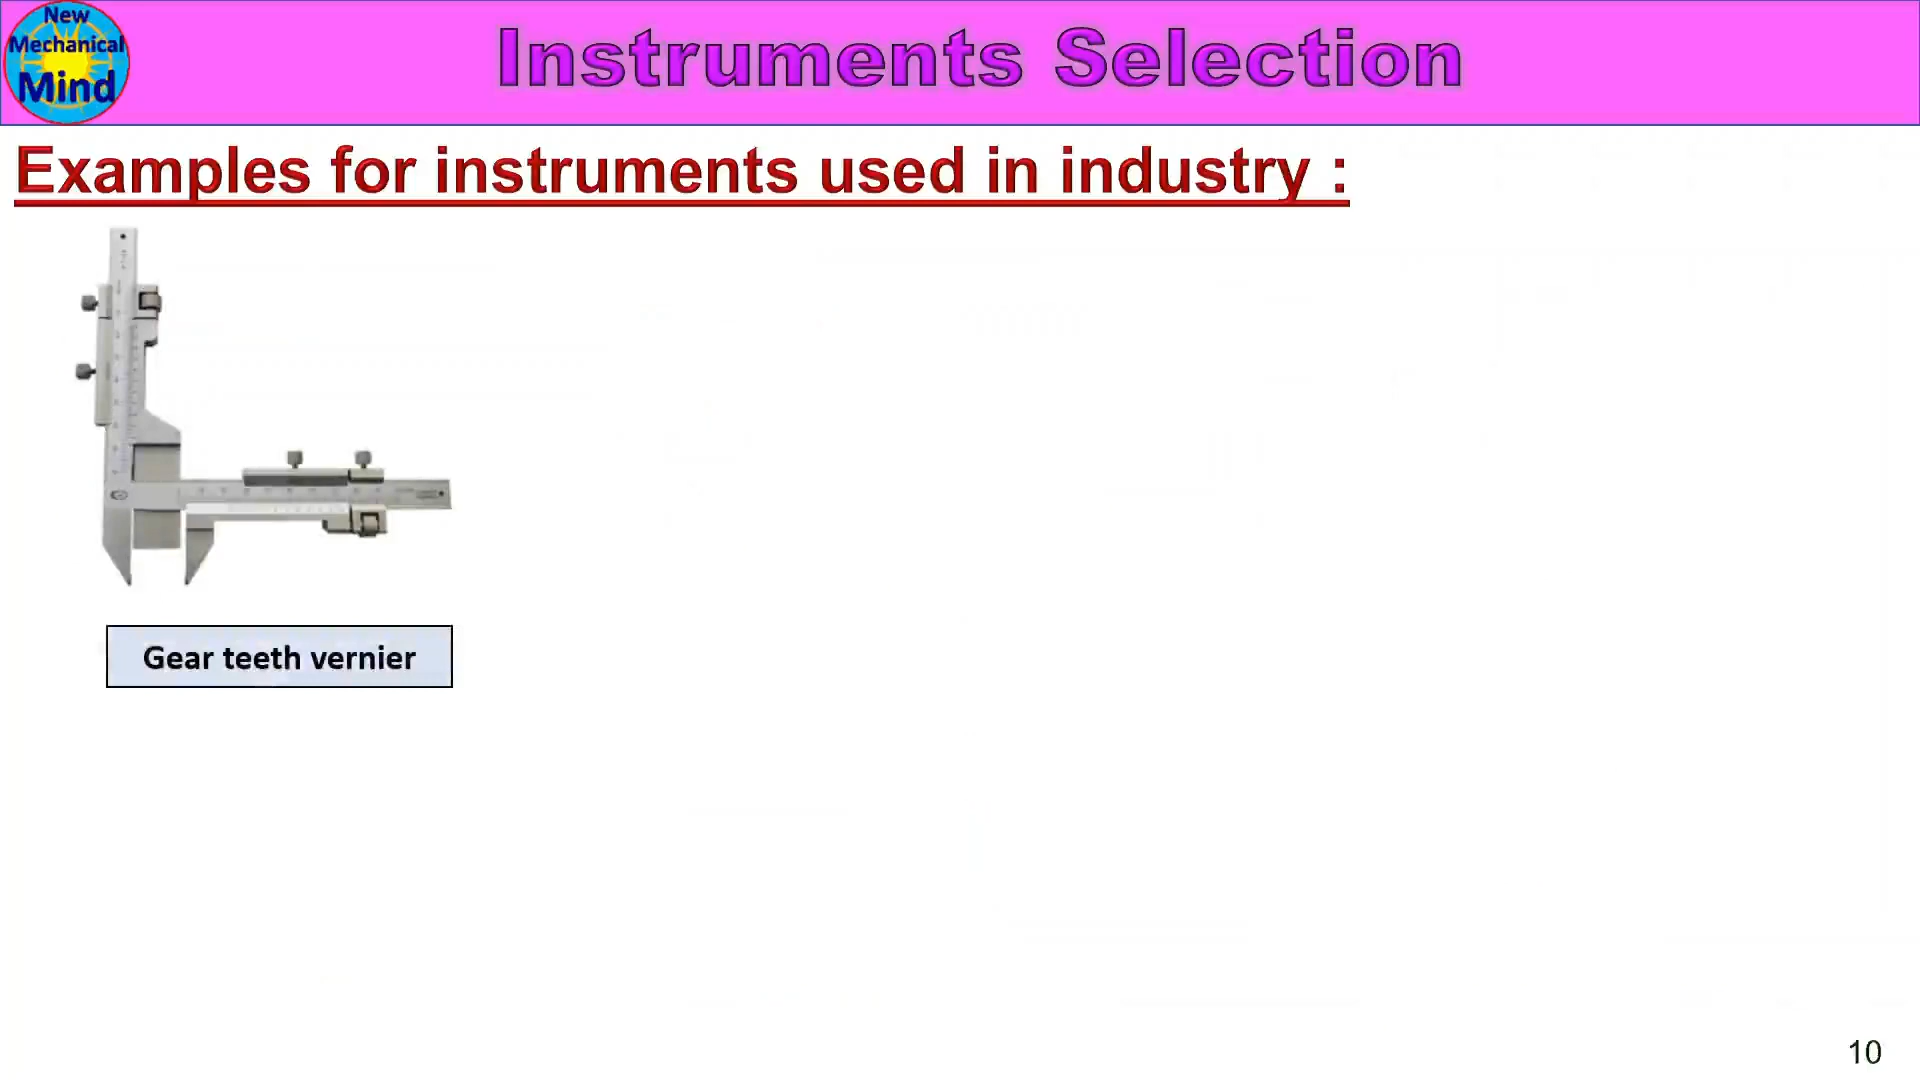 New
Mechanical
Mind
Instruments Selection
Examples for instruments used in industry :
Gear teeth vernier
10